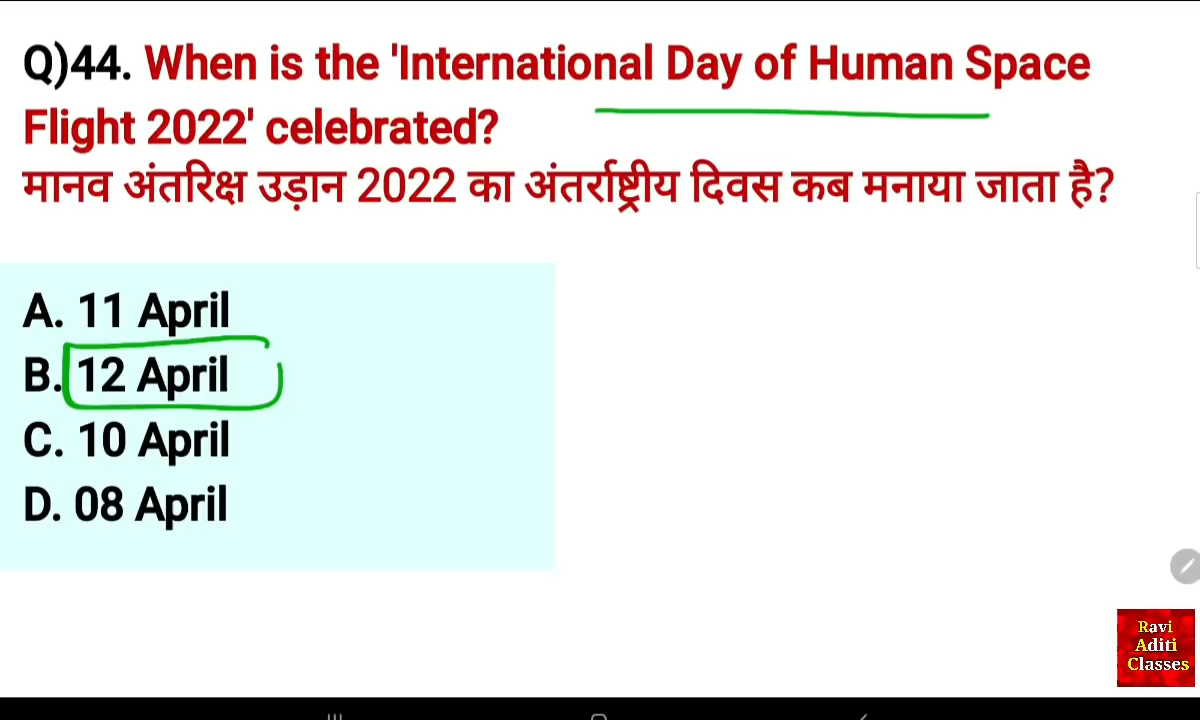 Q)44. When is the 'International Day of Human Space
Flight 2022' celebrated?
मानव अंतरिक्ष उड़ान 2022 का अंतर्राष्ट्रीय दिवस कब मनाया जाता है?
A. 11 April
B. 12 April
C. 10 April
D. 08 April
Ravi
Aditi
Classes